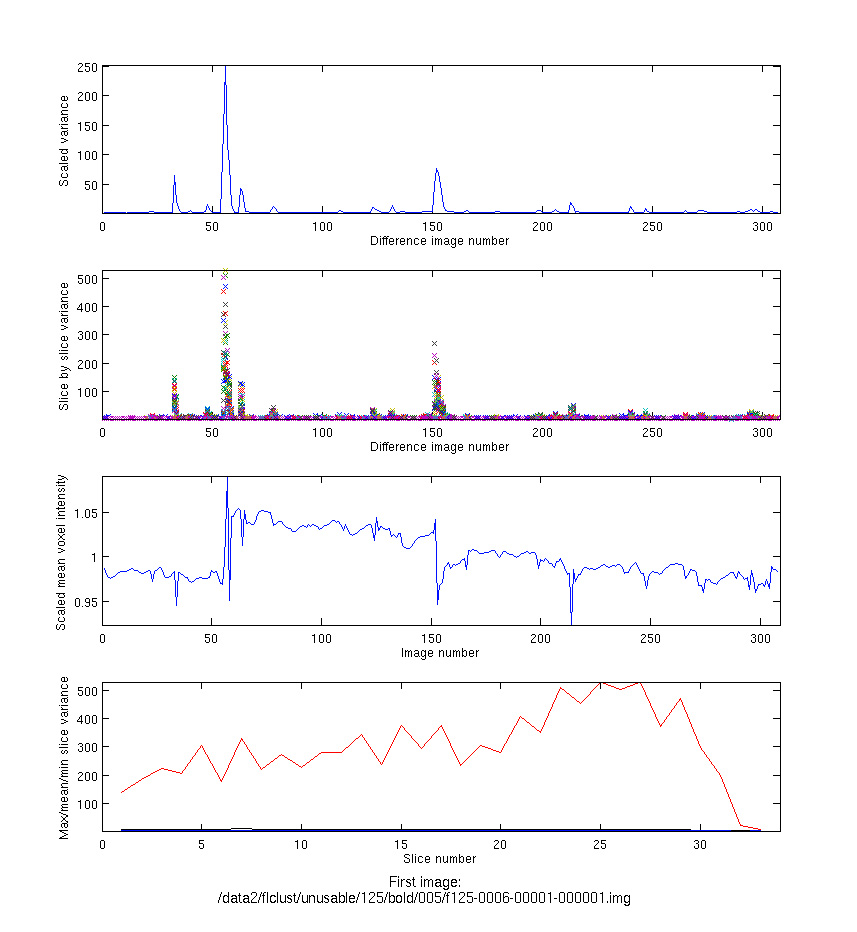 250
200
150
100
50
Scaled variance
0 50 100 150 200 250 300
Difference image number
500
400
300
200
100
Slice by slice variance
0 50 100 150 200 250 300
Difference image number
1.05
1
0.95
Scaled mean voxel intensity
0 50 100 150 200 250 300
Image number
500
400
300
200
100
Max/mean/min slice variance
0 5 10 15 20 25 30
Slice number
First image:
/data2/flclust/unusable/125/bold/005/f125-0006-00001-000001.img